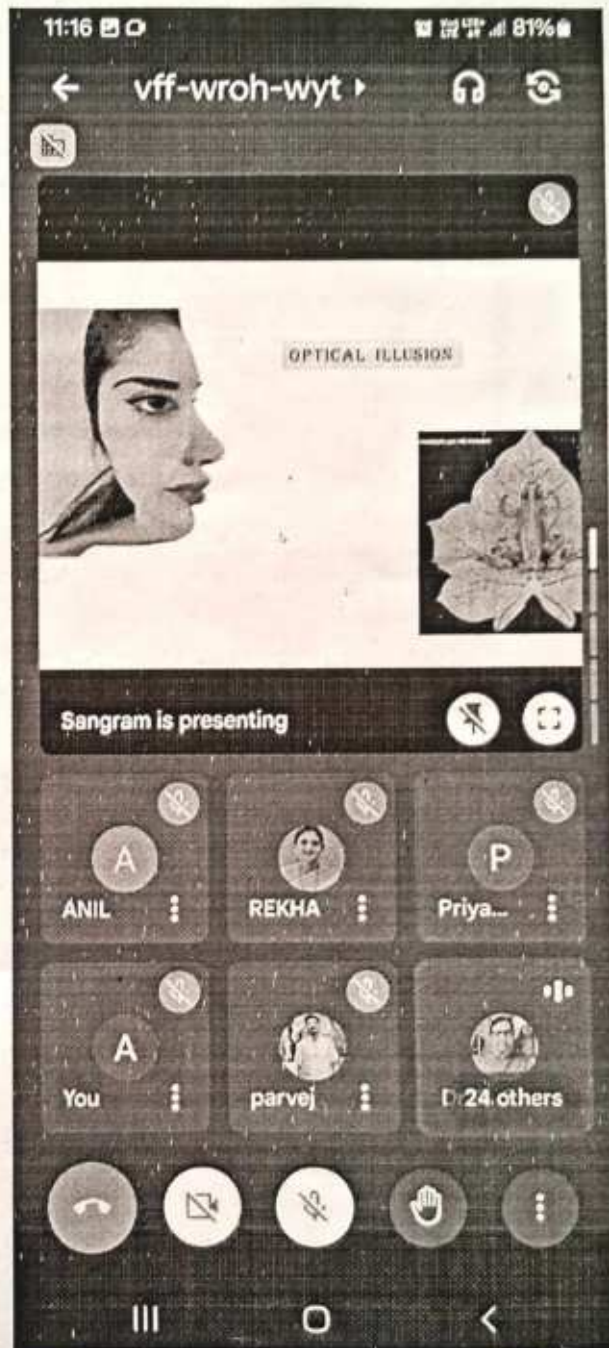 11:16 81%
vff-wroh-wyt
OPTICAL ILLUSION
Sangram is presenting
ANIL
REKHA
Priya...
You
parvej
24 others
A
P
A